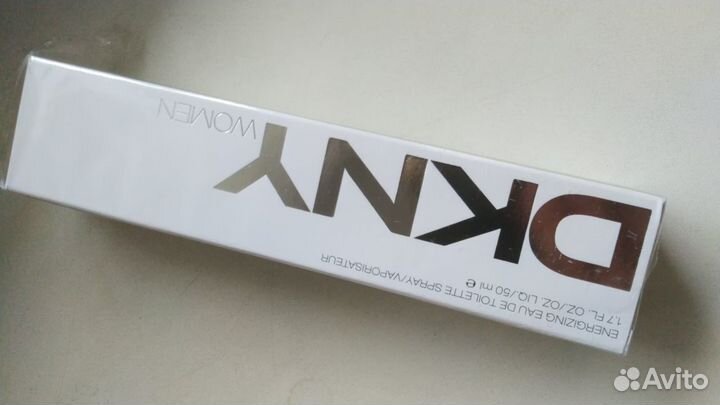 DKNY
WOMEN
ENERGIZING EAU DE TOILETTE SPRAY/VAPORISATEUR
1.7 FL. OZ/OZ. LIQ./50 ml e
Avito